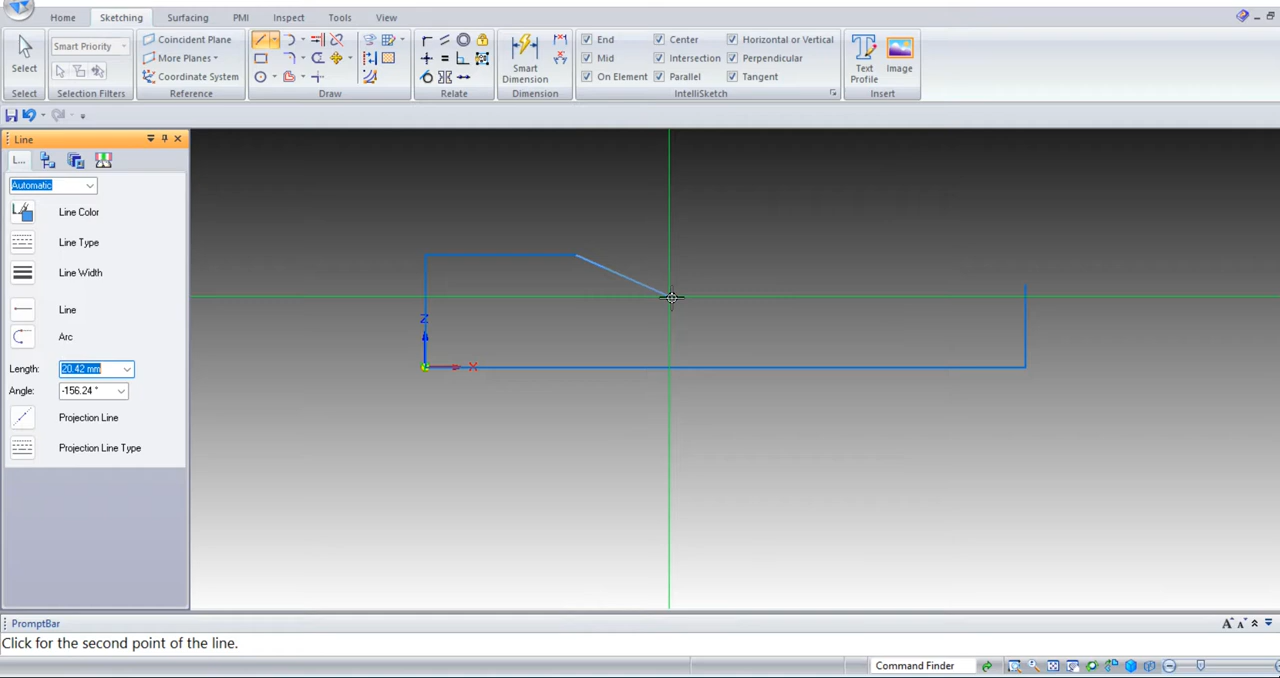 Home Sketching Surfacing PMI Inspect Tools View
Select
Select
Smart Priority
Selection Filters
Coincident Plane
More Planes
Coordinate System
Reference
Draw
Relate
Smart
Dimension
Dimension
End
Mid
On Element
Center
Intersection
Parallel
Horizontal or Vertical
Perpendicular
Tangent
IntelliSketch
Text
Profile
Image
Insert
Line
L...
Automatic
Line Color
Line Type
Line Width
Line
Arc
Length: 20.42 mm
Angle: -156.24 °
Projection Line
Projection Line Type
Z
X
PromptBar
Click for the second point of the line.
Command Finder